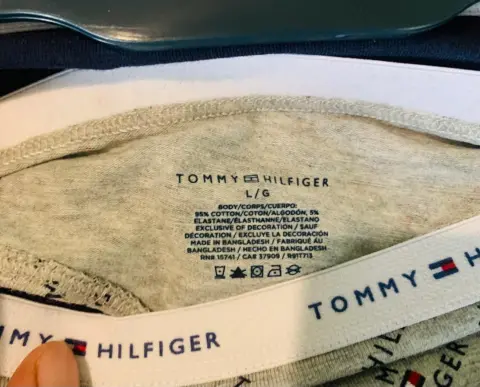 TOMMY HILFIGER
L/G
BODY/CORPS/CUERPO:
95% COTTON/COTON/ALGODÓN, 5%
ELASTANE/ÉLASTHANNE/ELASTANO
EXCLUSIVE OF DECORATION / SAUF
DÉCORATION / EXCLUYE LA DECORACIÓN
MADE IN BANGLADESH / FABRIQUÉ AU
BANGLADESH / HECHO EN BANGLADESH
RN# 15741 / CA# 37909 / R917713
TOMMY
MY HILFIGER
TOMMY
HILFIGER